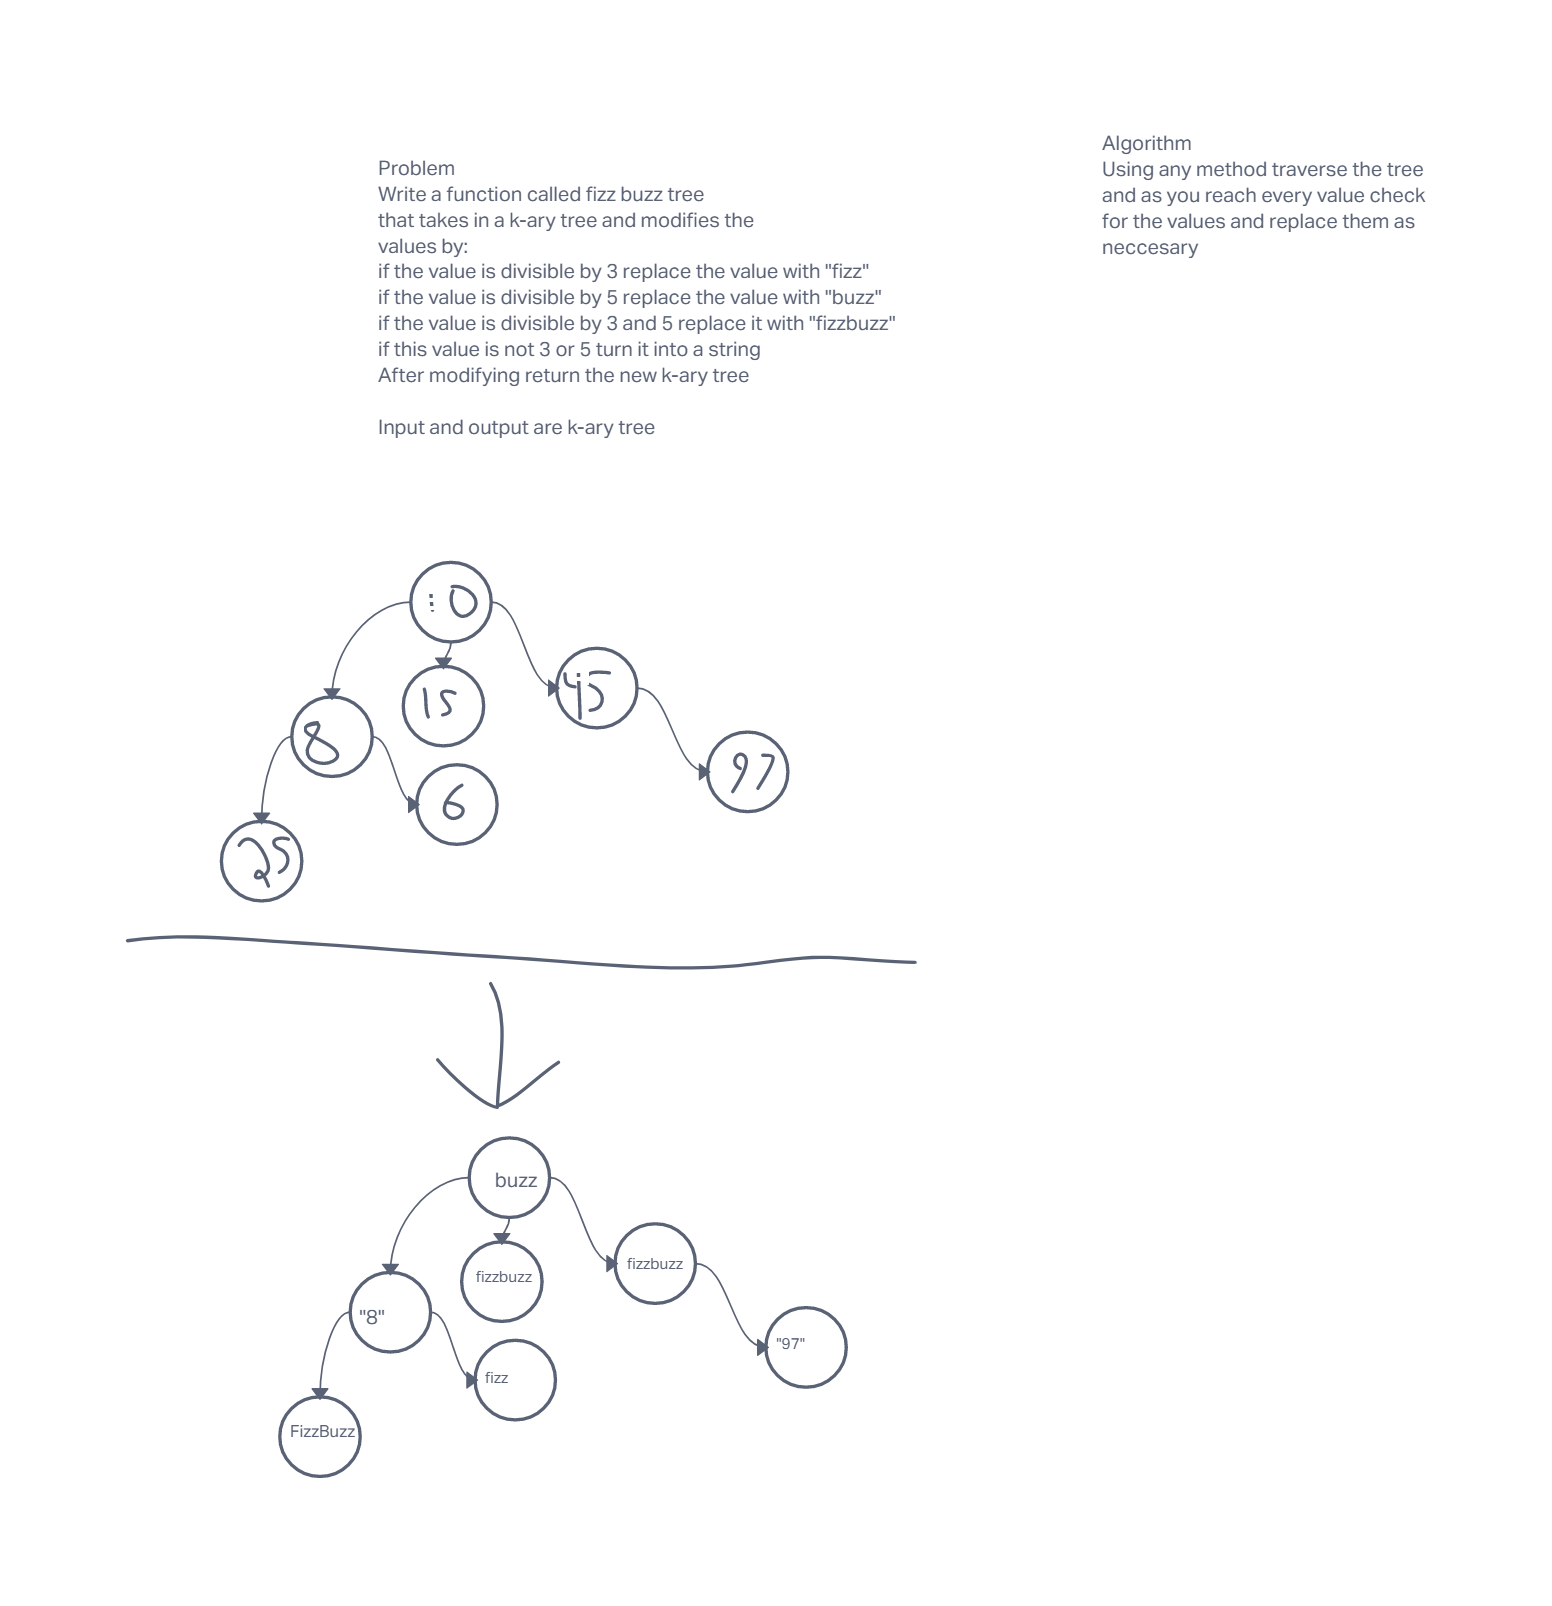 Problem
Write a function called fizz buzz tree
that takes in a k-ary tree and modifies the
values by:
if the value is divisible by 3 replace the value with "fizz"
if the value is divisible by 5 replace the value with "buzz"
if the value is divisible by 3 and 5 replace it with "fizzbuzz"
if this value is not 3 or 5 turn it into a string
After modifying return the new k-ary tree
Input and output are k-ary tree
Algorithm
Using any method traverse the tree
and as you reach every value check
for the values and replace them as
neccesary
8
15
45
97
6
25
buzz
fizzbuzz
fizzbuzz
"8"
"97"
fizz
FizzBuzz